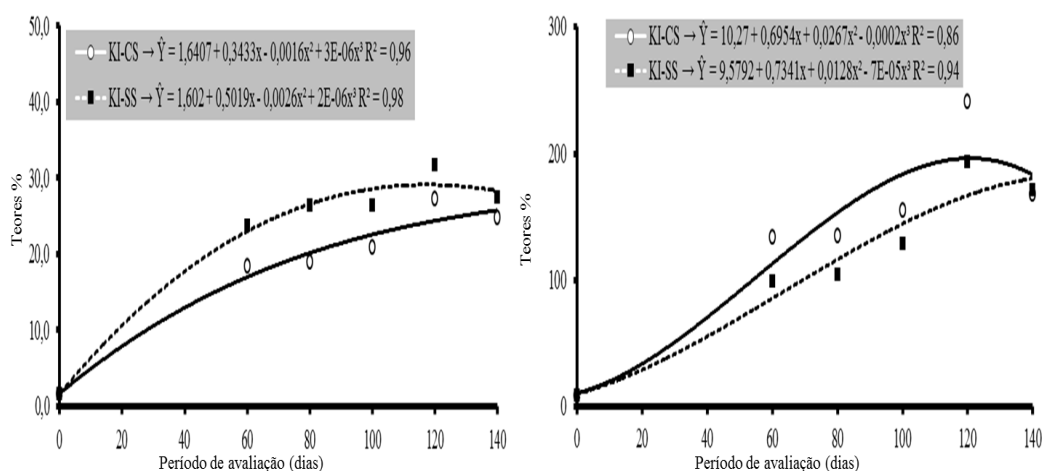 50,0
40,0
30,0
20,0
10,0
0,0
Teores %
KI-CS → Ŷ = 1,6407 + 0,3433x - 0,0016x² + 3E-06x³ R² = 0,96
KI-SS → Ŷ = 1,602 + 0,5019x - 0,0026x² + 2E-06x³ R² = 0,98
0 20 40 60 80 100 120 140
Período de avaliação (dias)
300
200
100
0
Teores %
KI-CS → Ŷ = 10,27 + 0,6954x + 0,0267x² - 0,0002x³ R² = 0,86
KI-SS → Ŷ = 9,5792 + 0,7341x + 0,0128x² - 7E-05x³ R² = 0,94
0 20 40 60 80 100 120 140
Período de avaliação (dias)